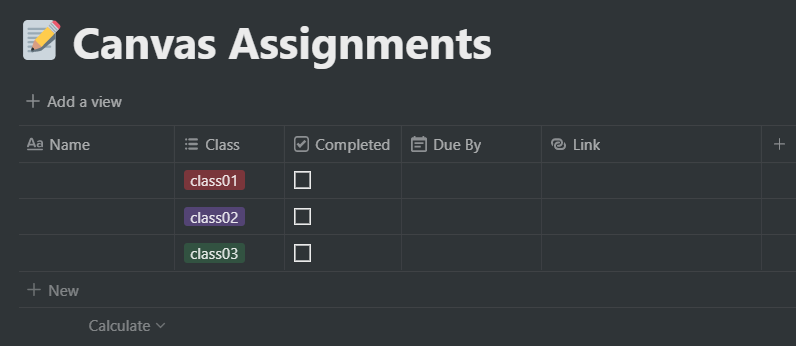 Canvas Assignments
+ Add a view
Aa Name Class Completed Due By Link +
class01
class02
class03
+ New
Calculate